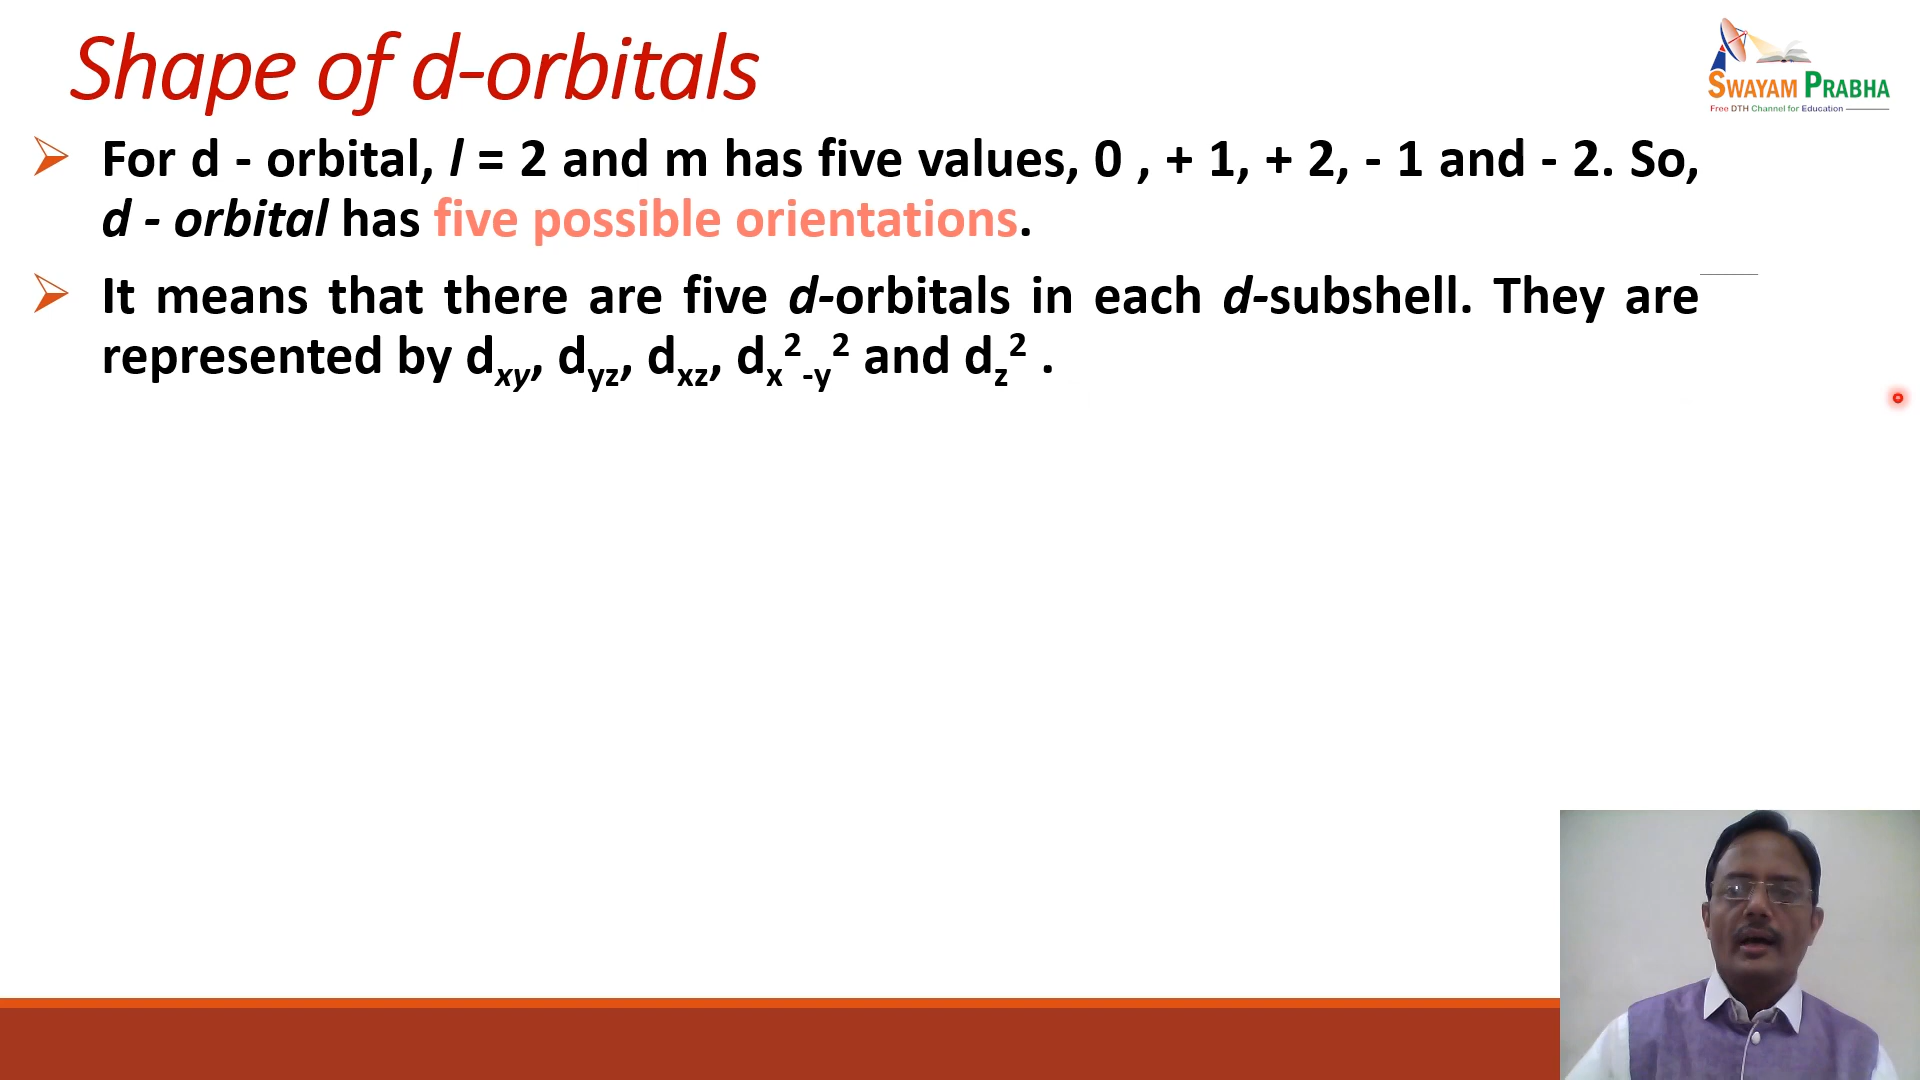 Shape of d-orbitals
SWAYAM PRABHA
Free DTH Channel for Education
For d - orbital, l = 2 and m has five values, 0 , + 1, + 2, - 1 and - 2. So,
d - orbital has five possible orientations.
It means that there are five d-orbitals in each d-subshell. They are
represented by dxy, dyz, dxz, dx²-y² and dz² .